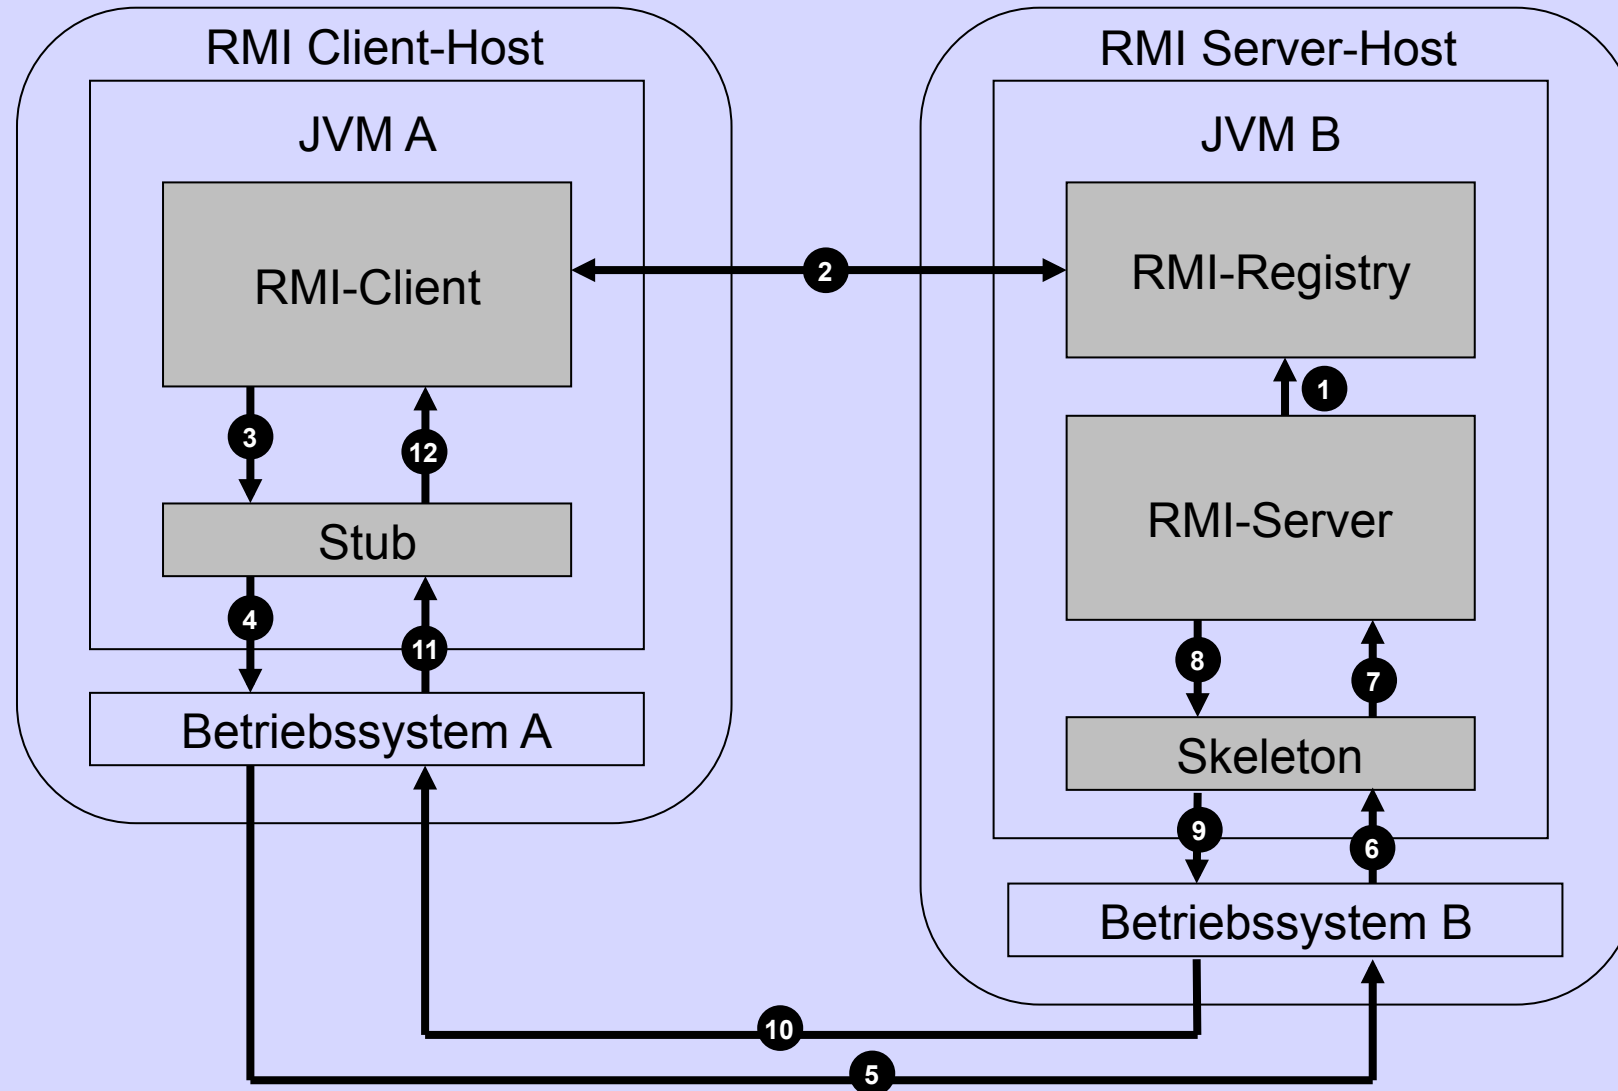 RMI Client-Host
JVM A
RMI-Client
3
12
Stub
4
11
Betriebssystem A
2
RMI Server-Host
JVM B
RMI-Registry
1
RMI-Server
8
7
Skeleton
9
6
Betriebssystem B
10
5